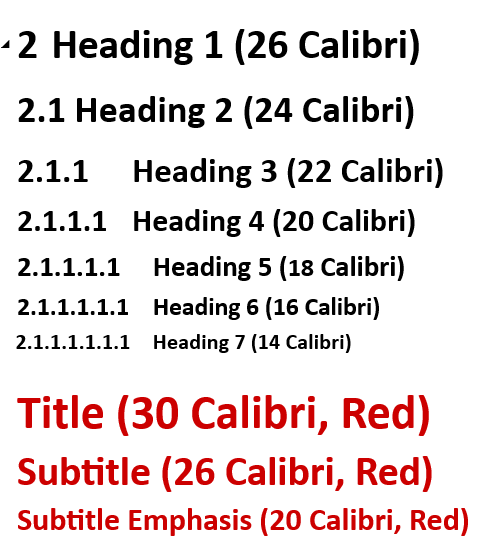 2 Heading 1 (26 Calibri)
2.1 Heading 2 (24 Calibri)
2.1.1 Heading 3 (22 Calibri)
2.1.1.1 Heading 4 (20 Calibri)
2.1.1.1.1 Heading 5 (18 Calibri)
2.1.1.1.1.1 Heading 6 (16 Calibri)
2.1.1.1.1.1.1 Heading 7 (14 Calibri)
Title (30 Calibri, Red)
Subtitle (26 Calibri, Red)
Subtitle Emphasis (20 Calibri, Red)